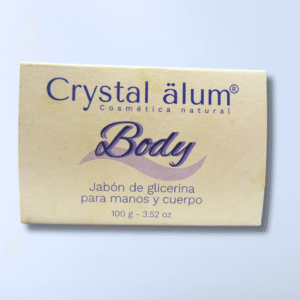 Crystal älum®
Cosmética natural
Body
Jabón de glicerina
para manos y cuerpo
100 g - 3.52 oz